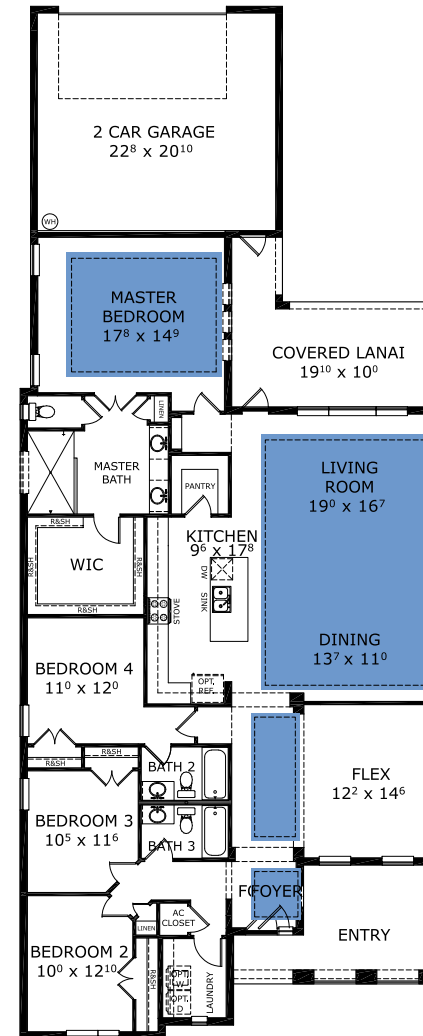 2 CAR GARAGE
22⁸ x 20¹⁰
WH
MASTER
BEDROOM
17⁸ x 14⁹
COVERED LANAI
19¹⁰ x 10⁰
LINEN
MASTER
BATH
PANTRY
LIVING
ROOM
19⁰ x 16⁷
R&SH
R&SH
R&SH
R&SH
WIC
KITCHEN
9⁶ x 17⁸
DW
SINK
STOVE
DINING
13⁷ x 11⁰
OPT.
REF.
BEDROOM 4
11⁰ x 12⁰
R&SH
R&SH
BATH 2
FLEX
12² x 14⁶
BEDROOM 3
10⁵ x 11⁶
BATH 3
FOFOYER
AC
CLOSET
LINEN
ENTRY
BEDROOM 2
10⁰ x 12¹⁰
R&SH
OPT.
W
OPT.
D
LAUNDRY